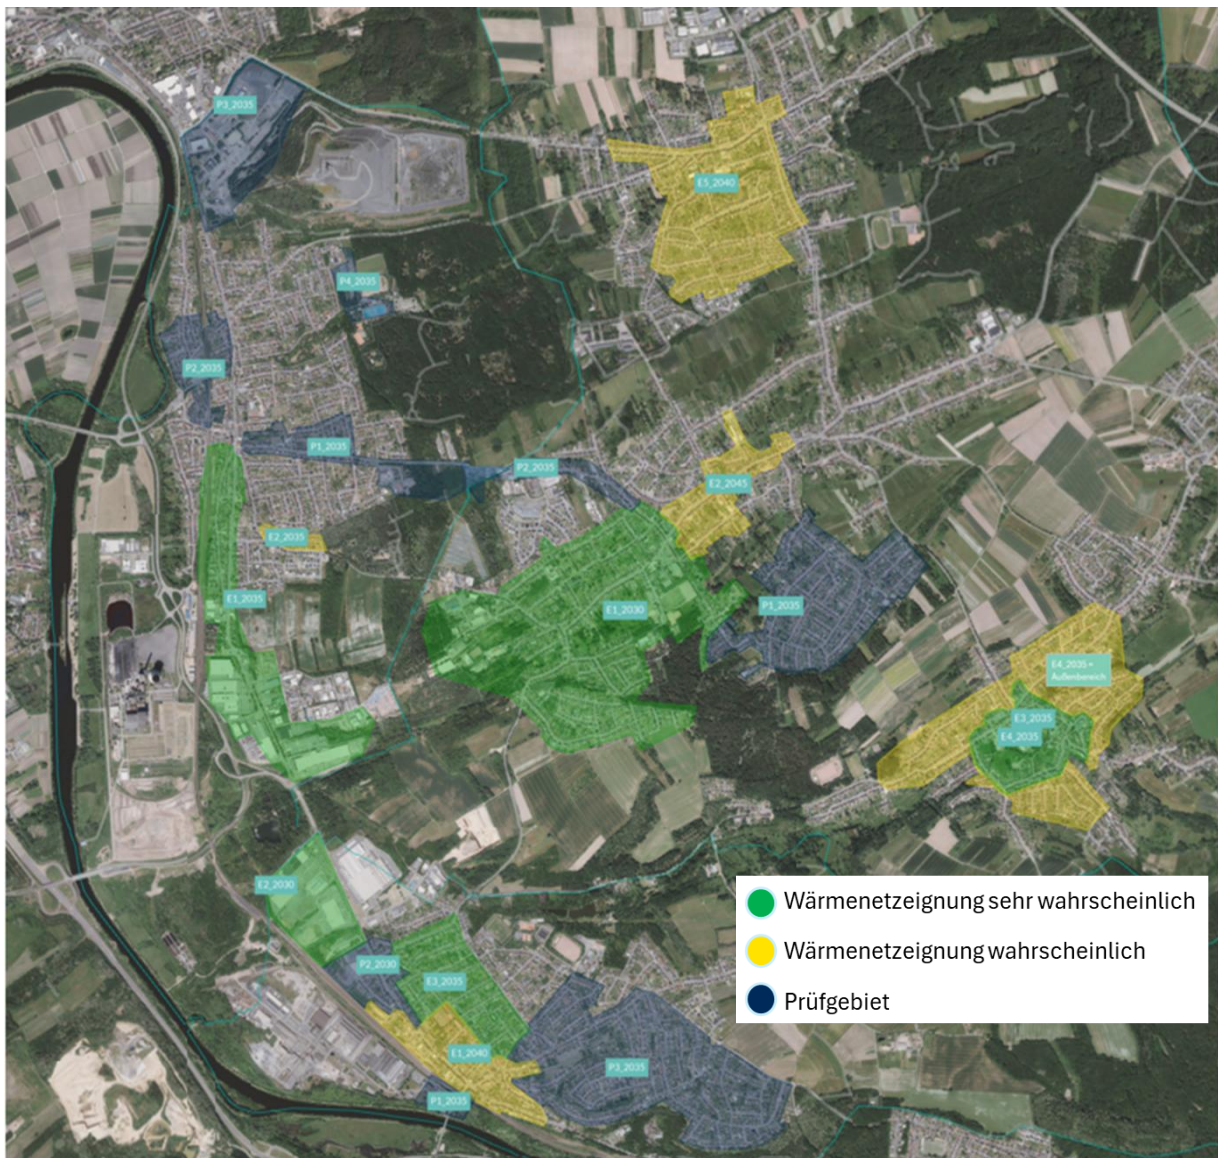 P3_2035
E5_2040
P4_2035
P2_2035
P1_2035
P2_2035
E2_2045
E2_2035
E1_2035
E1_2030
P1_2035
E4_2035 +
Außenbereich
E3_2035
E4_2035
E2_2030
P2_2030
E3_2035
E1_2040
P3_2035
P1_2035
Wärmenetzeignung sehr wahrscheinlich
Wärmenetzeignung wahrscheinlich
Prüfgebiet